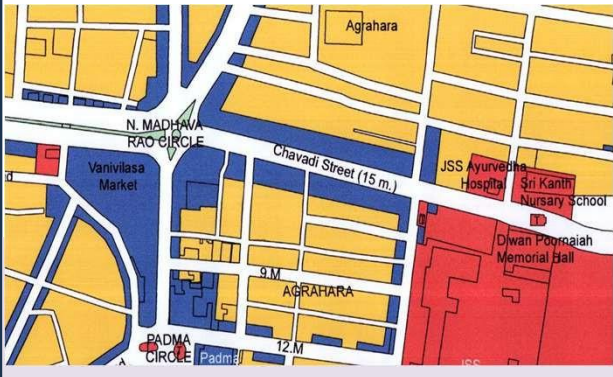 Agrahara
N. MADHAVA
RAO CIRCLE
Chavadi Street (15 m.)
Vanivilasa
Market
JSS Ayurvedha
Hospital
Sri Kanth
Nursary School
T
Diwan Poornaiah
Memorial Hall
9.M
AGRAHARA
PADMA
CIRCLE
T
Padma
12.M
JSS
d